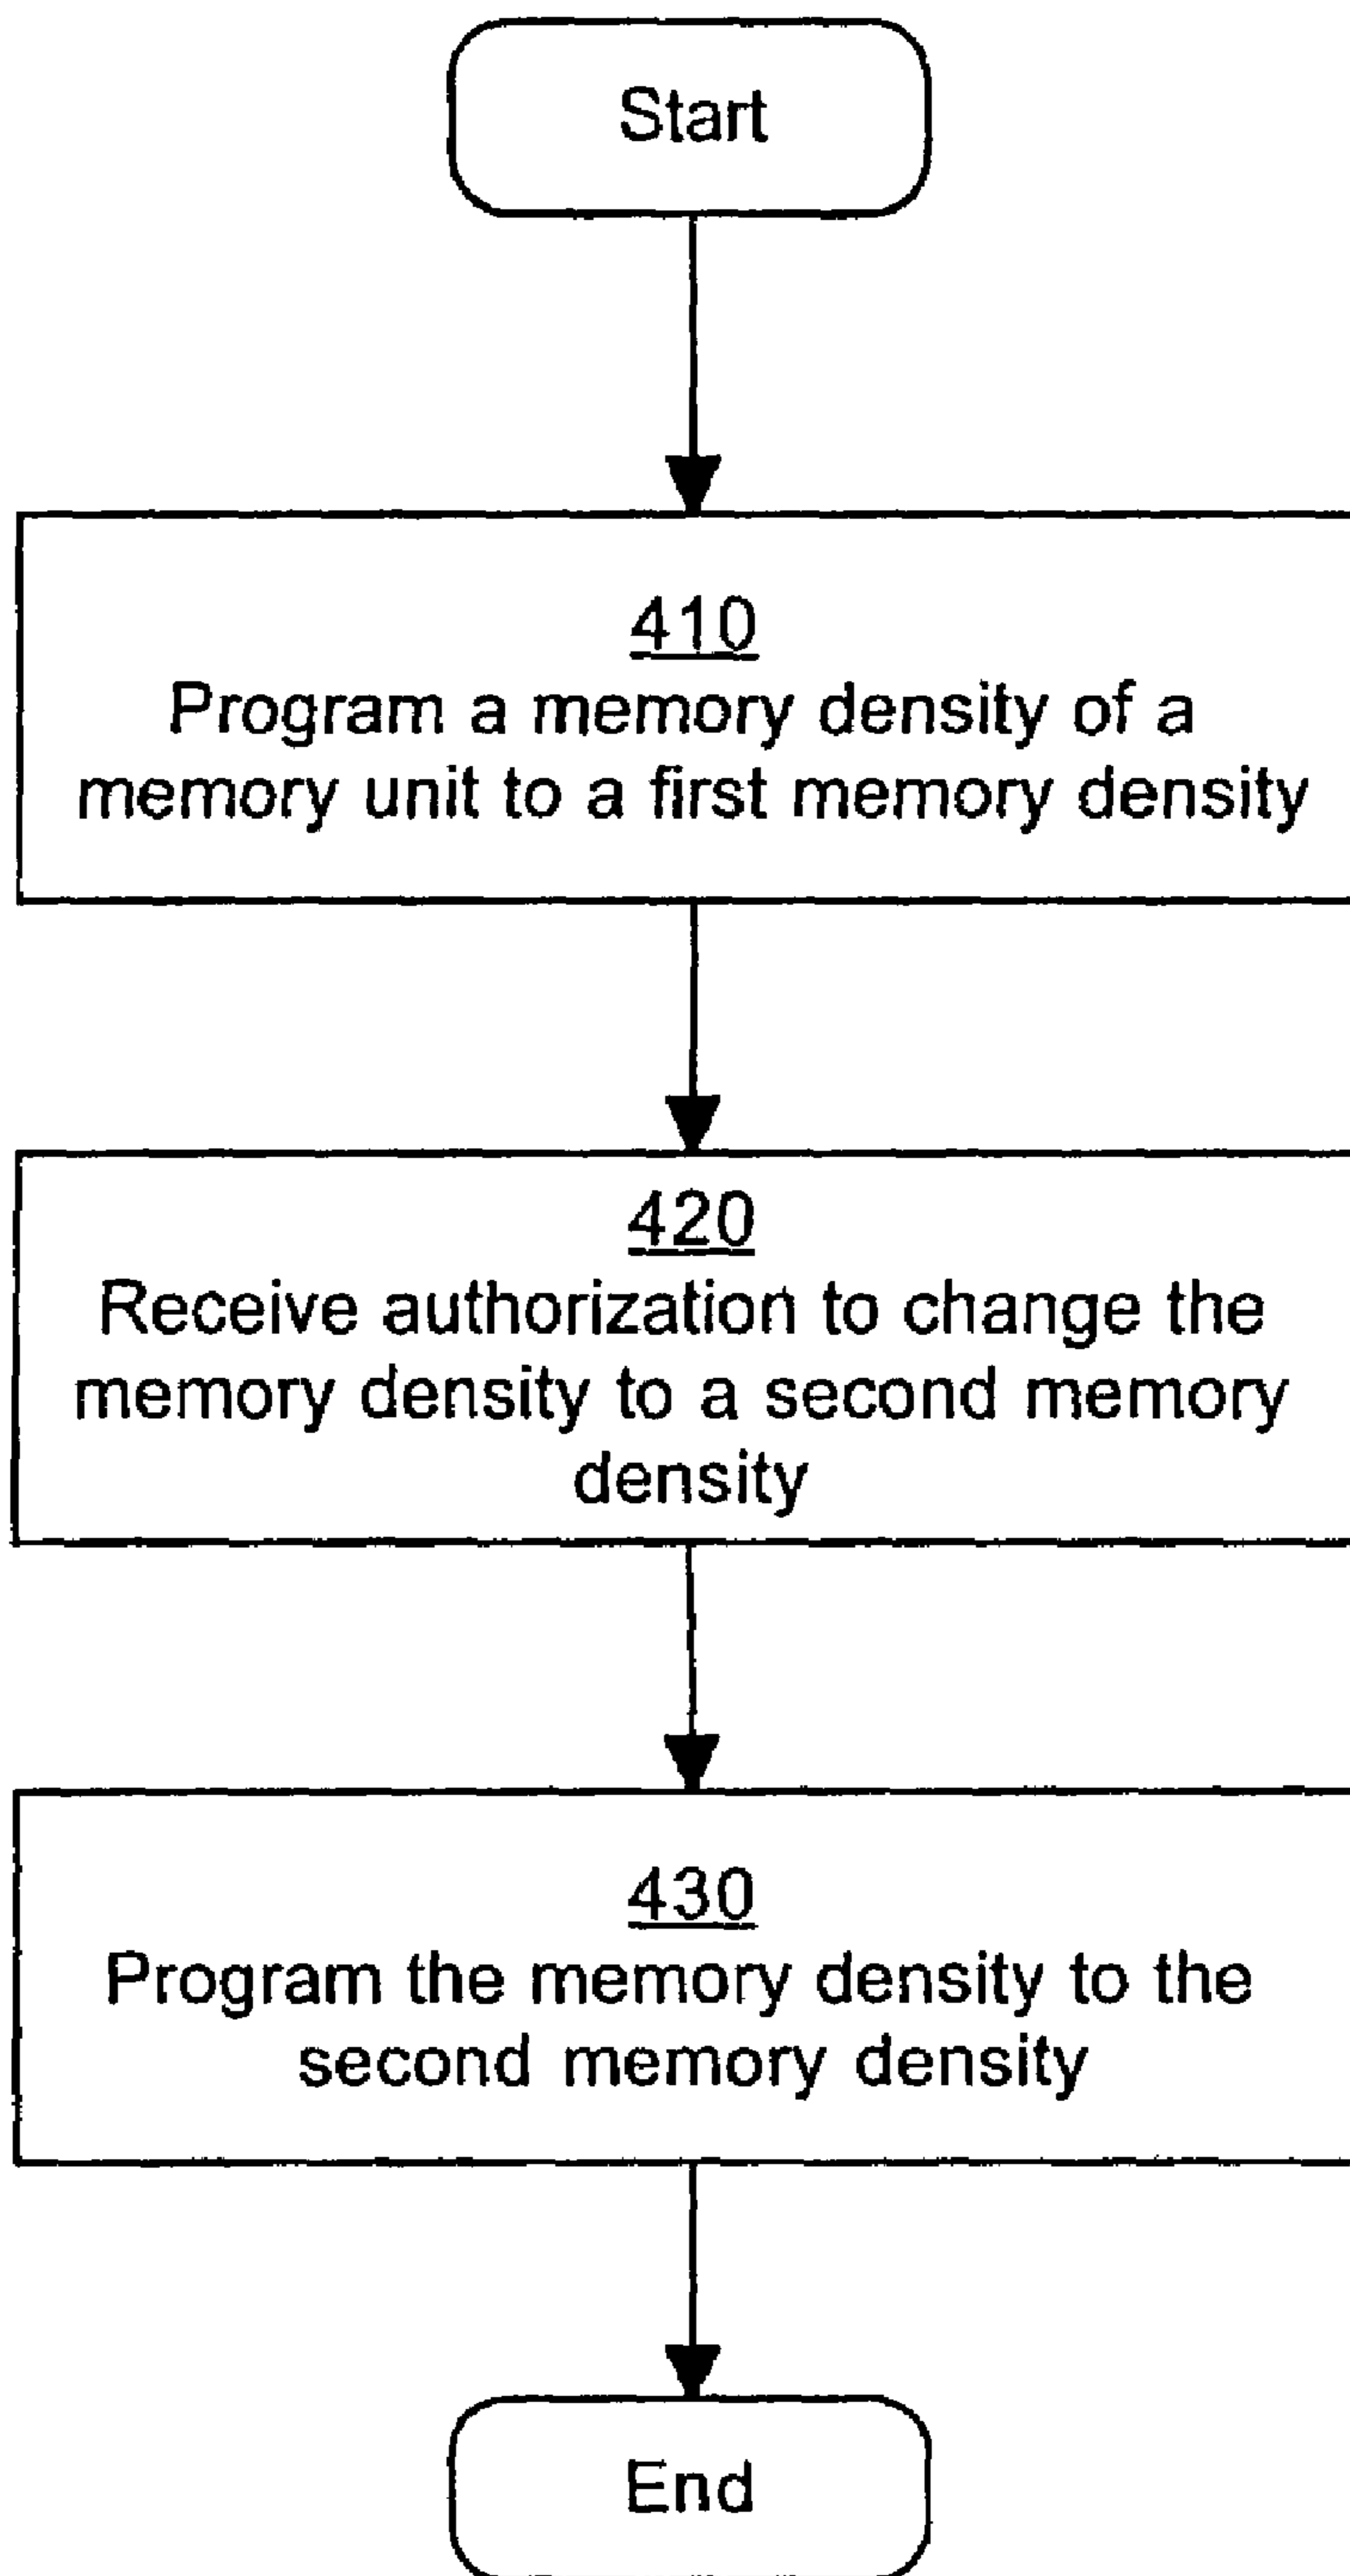 Start
410
Program a memory density of a
memory unit to a first memory density
420
Receive authorization to change the
memory density to a second memory
density
430
Program the memory density to the
second memory density
End